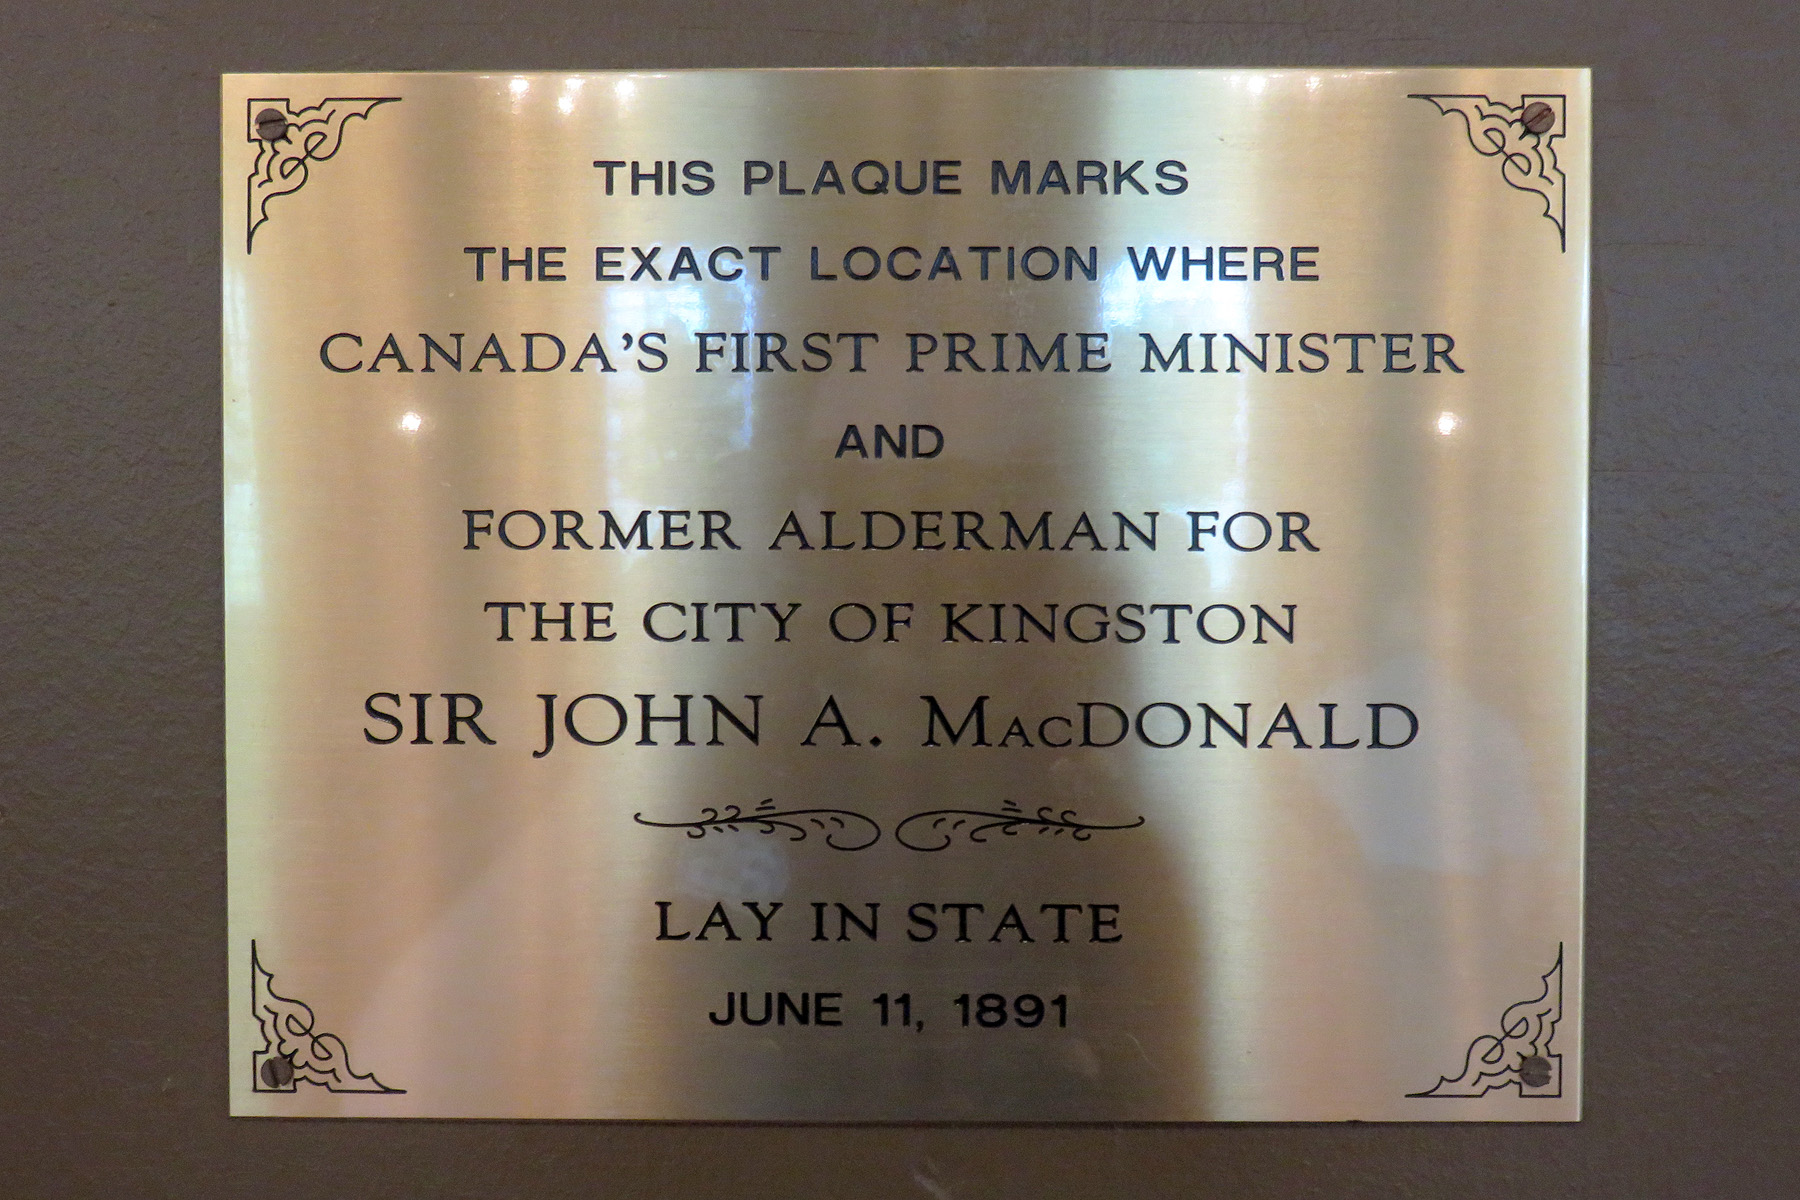 THIS PLAQUE MARKS
THE EXACT LOCATION WHERE
CANADA'S FIRST PRIME MINISTER
AND
FORMER ALDERMAN FOR
THE CITY OF KINGSTON
SIR JOHN A. MacDONALD
LAY IN STATE
JUNE 11, 1891